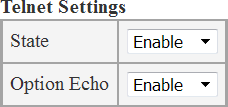 Telnet Settings
State Enable
Option Echo Enable